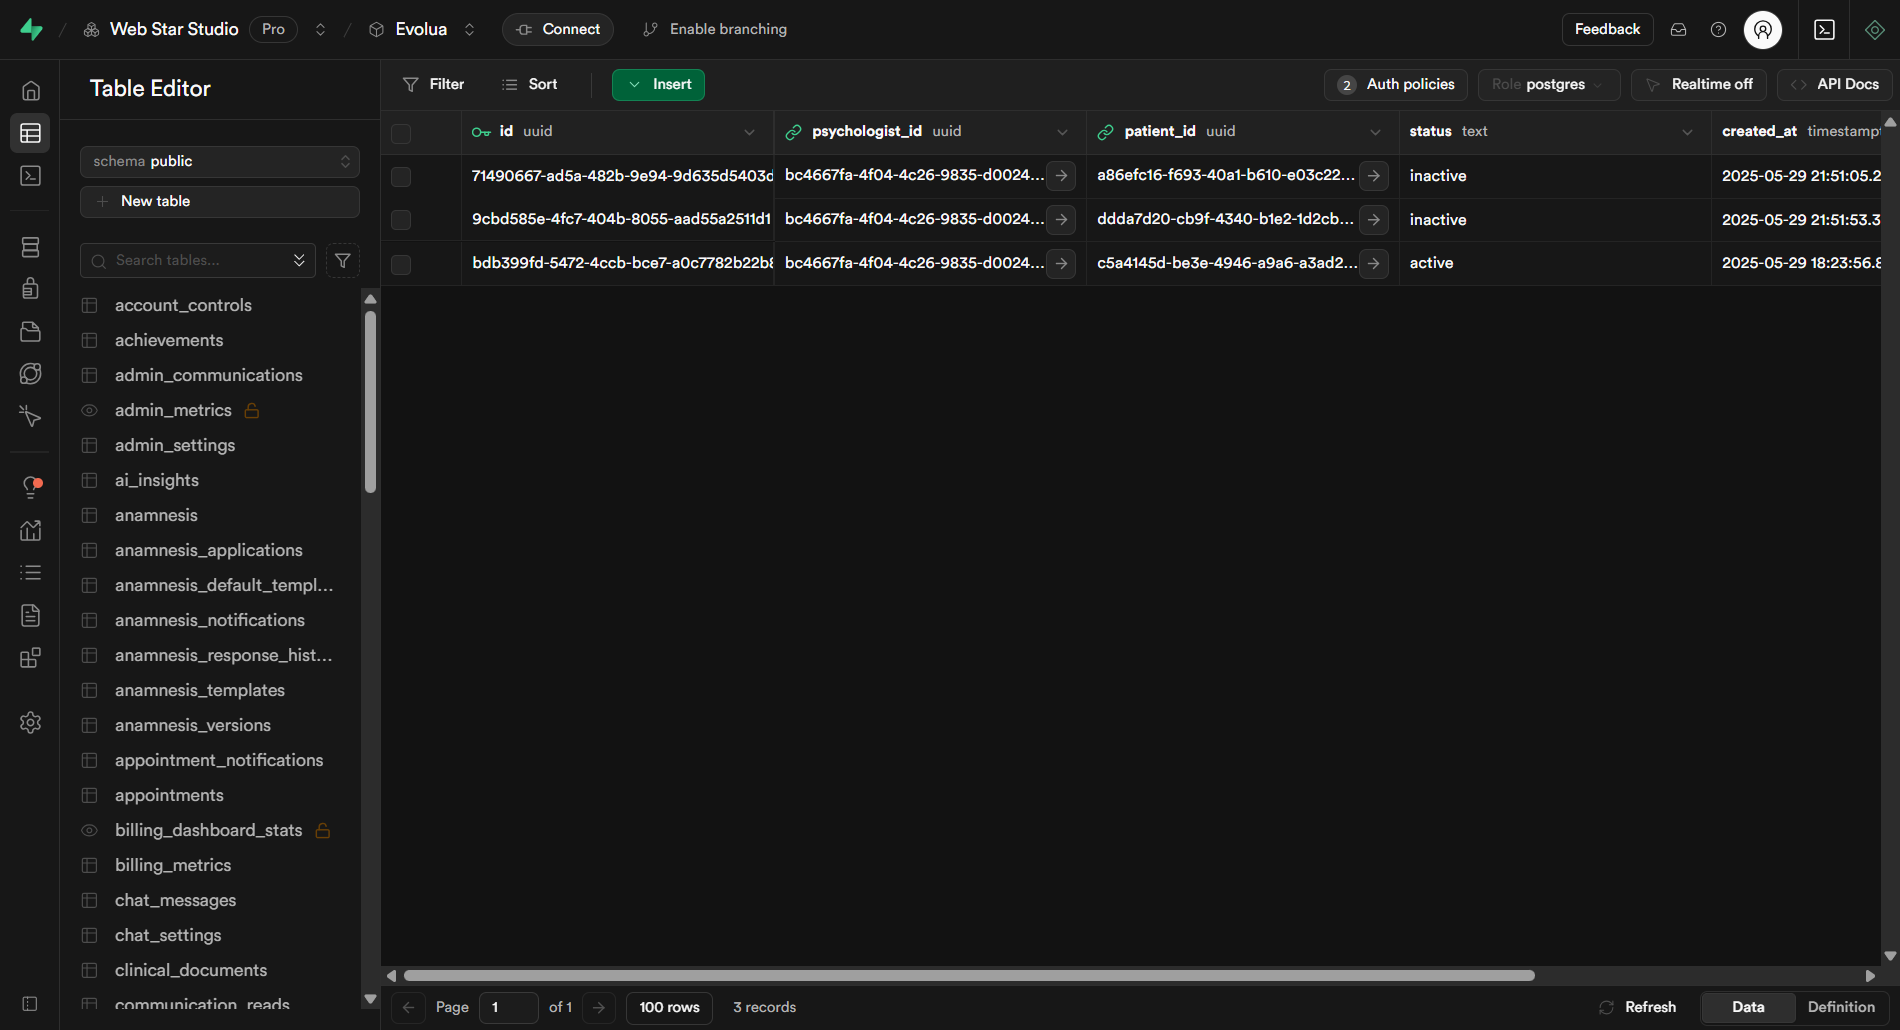 Web Star Studio Pro Evolua Connect Enable branching Feedback
Table Editor
Filter Sort Insert 2 Auth policies Role postgres Realtime off API Docs
schema public
New table
Search tables...
account_controls
achievements
admin_communications
admin_metrics
admin_settings
ai_insights
anamnesis
anamnesis_applications
anamnesis_default_templ...
anamnesis_notifications
anamnesis_response_hist...
anamnesis_templates
anamnesis_versions
appointment_notifications
appointments
billing_dashboard_stats
billing_metrics
chat_messages
chat_settings
clinical_documents
communication_reads
id uuid psychologist_id uuid patient_id uuid status text created_at timestampt
71490667-ad5a-482b-9e94-9d635d5403d bc4667fa-4f04-4c26-9835-d0024... a86efc16-f693-40a1-b610-e03c22... inactive 2025-05-29 21:51:05.2
9cbd585e-4fc7-404b-8055-aad55a2511d1 bc4667fa-4f04-4c26-9835-d0024... ddda7d20-cb9f-4340-b1e2-1d2cb... inactive 2025-05-29 21:51:53.3
bdb399fd-5472-4ccb-bce7-a0c7782b22b8 bc4667fa-4f04-4c26-9835-d0024... c5a4145d-be3e-4946-a9a6-a3ad2... active 2025-05-29 18:23:56.8
Page 1 of 1 100 rows 3 records Refresh Data Definition